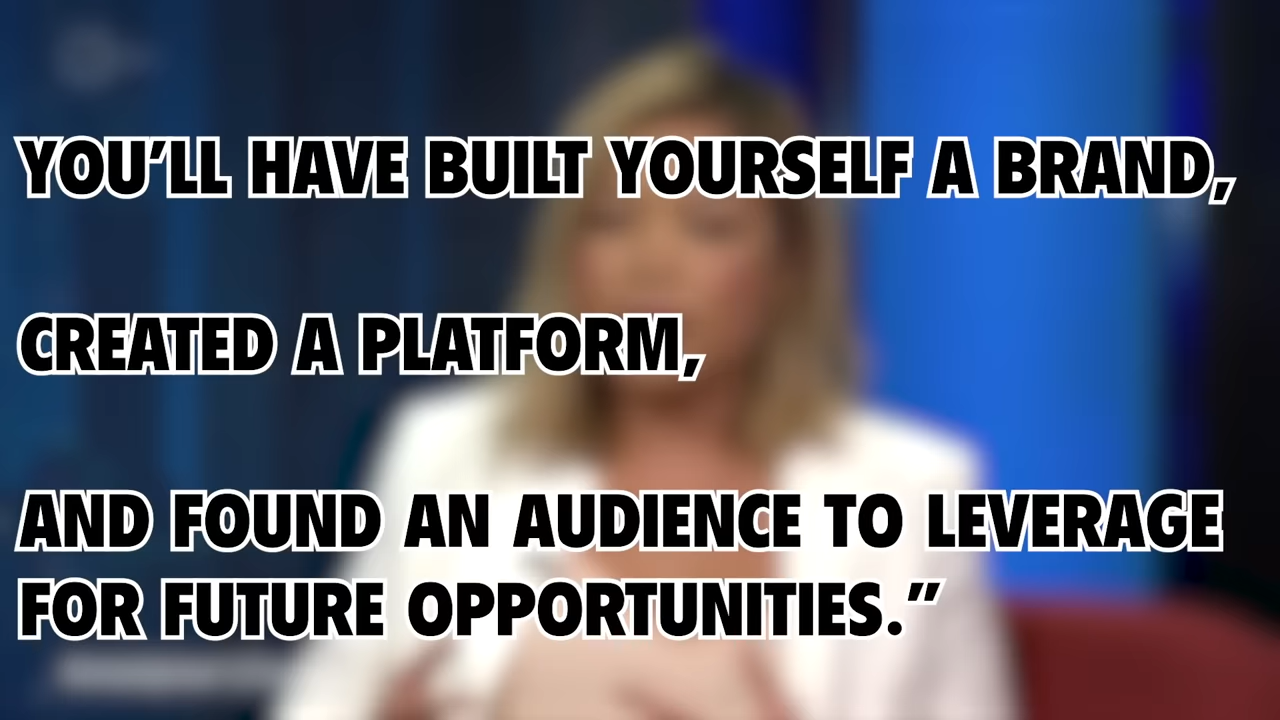 YOU’LL HAVE BUILT YOURSELF A BRAND,
CREATED A PLATFORM,
AND FOUND AN AUDIENCE TO LEVERAGE
FOR FUTURE OPPORTUNITIES.”